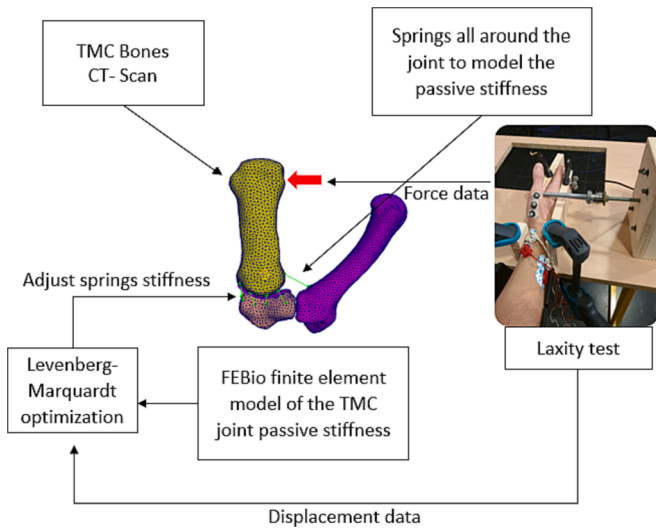 TMC Bones
CT- Scan
Springs all around the
joint to model the
passive stiffness
Force data
Adjust springs stiffness
Laxity test
Levenberg-
Marquardt
optimization
FEBio finite element
model of the TMC
joint passive stiffness
Displacement data